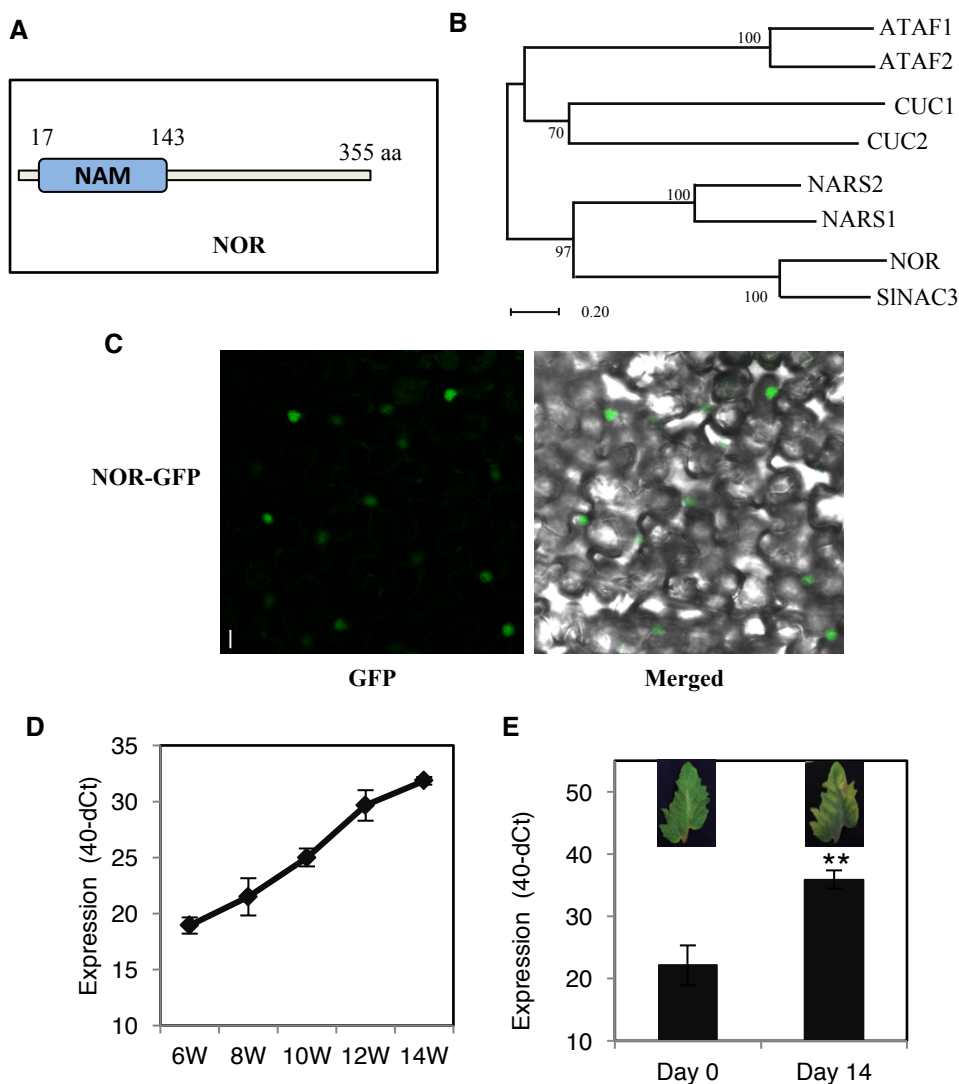 A
17 143
355 aa
NAM
NOR
B
100
ATAF1
ATAF2
CUC1
70
CUC2
NARS2
100
NARS1
97
NOR
100
SlNAC3
0.20
C
NOR-GFP
GFP
Merged
D
Expression (40-dCt)
35
30
25
20
15
10
6W 8W 10W 12W 14W
E
Expression (40-dCt)
50
40
30
20
10
**
Day 0
Day 14